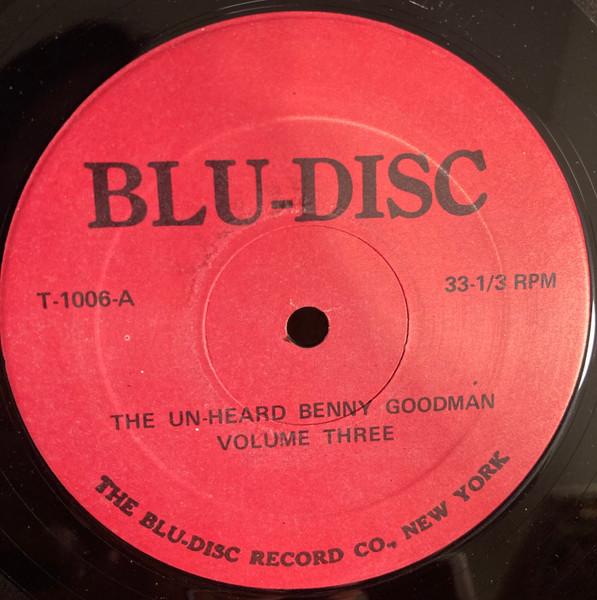 BLU-DISC
T-1006-A
33-1/3 RPM
THE UN-HEARD BENNY GOODMAN
VOLUME THREE
THE BLU-DISC RECORD CO., NEW YORK